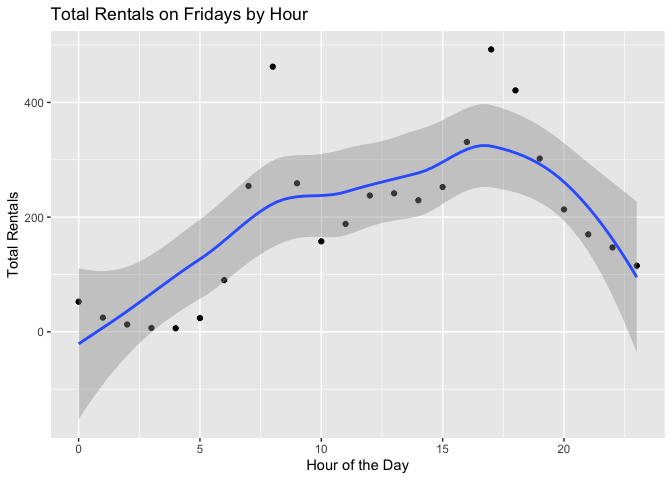 Total Rentals on Fridays by Hour
400
200
0
Total Rentals
0 5 10 15 20
Hour of the Day